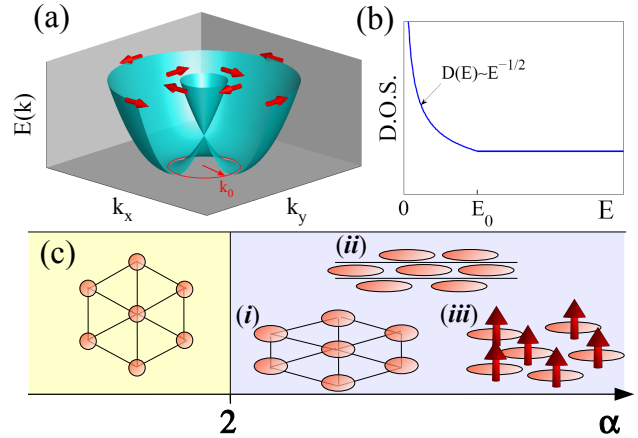 (a)
E(k)
k₀
kₓ
k_y
(b)
D.O.S.
D(E)~E^{-1/2}
0
E₀
E
(c)
(i)
(ii)
(iii)
2
α